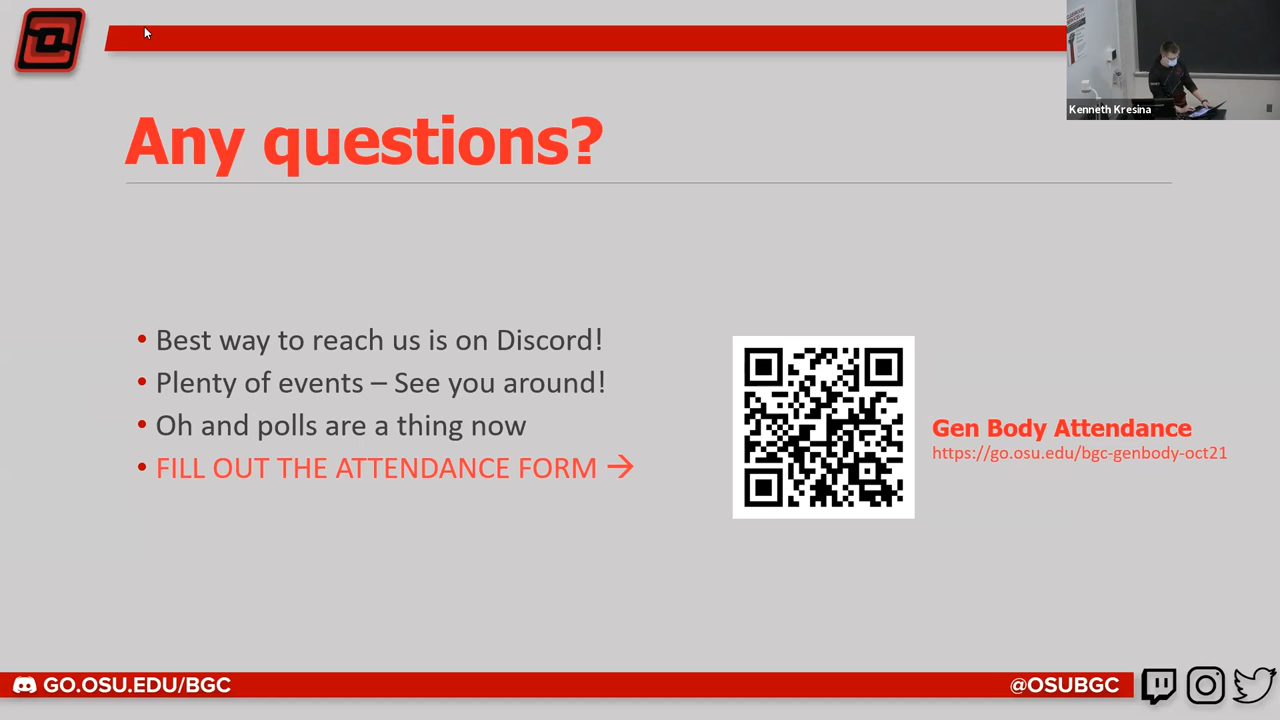 Kenneth Kresina
Any questions?
• Best way to reach us is on Discord!
• Plenty of events – See you around!
• Oh and polls are a thing now
• FILL OUT THE ATTENDANCE FORM →
Gen Body Attendance
https://go.osu.edu/bgc-genbody-oct21
GO.OSU.EDU/BGC
@OSUBGC